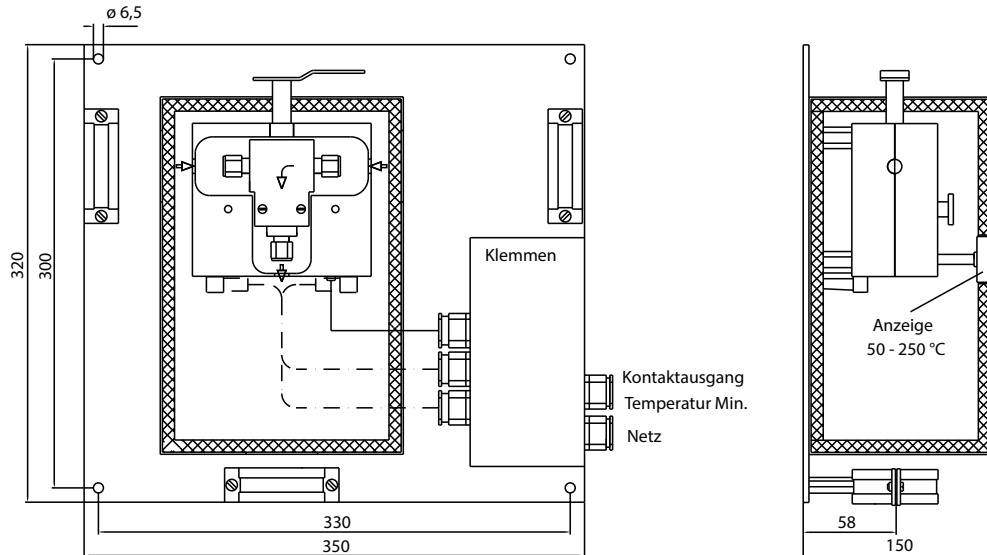 ø 6,5
320
300
Klemmen
Kontaktausgang
Temperatur Min.
Netz
330
350
Anzeige
50 - 250 °C
58
150